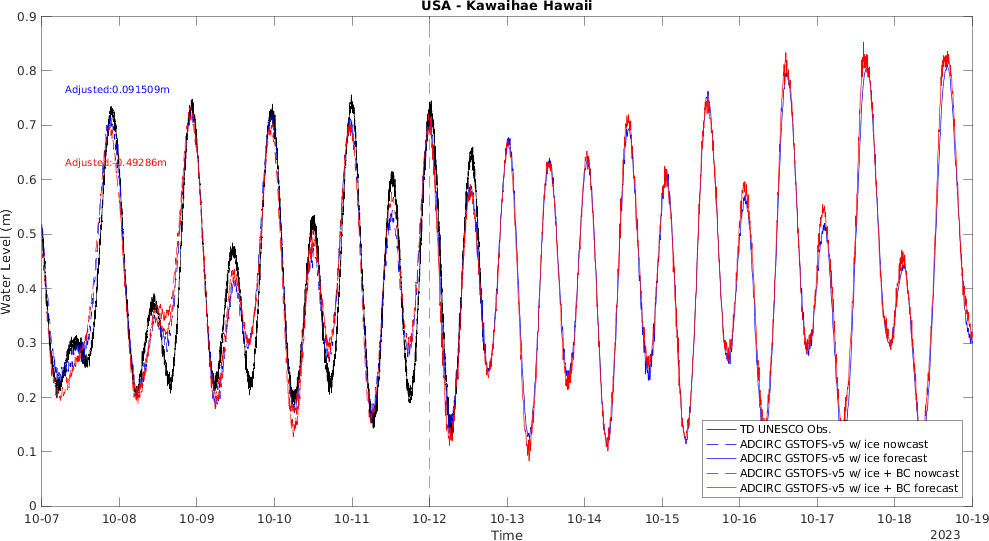 USA - Kawaihae Hawaii
0.9
0.8
0.7
0.6
0.5
0.4
0.3
0.2
0.1
0
Water Level (m)
Adjusted:0.091509m
Adjusted:-0.49286m
TD UNESCO Obs.
ADCIRC GSTOFS-v5 w/ ice nowcast
ADCIRC GSTOFS-v5 w/ ice forecast
ADCIRC GSTOFS-v5 w/ ice + BC nowcast
ADCIRC GSTOFS-v5 w/ ice + BC forecast
10-07 10-08 10-09 10-10 10-11 10-12 10-13 10-14 10-15 10-16 10-17 10-18 10-19
Time
2023